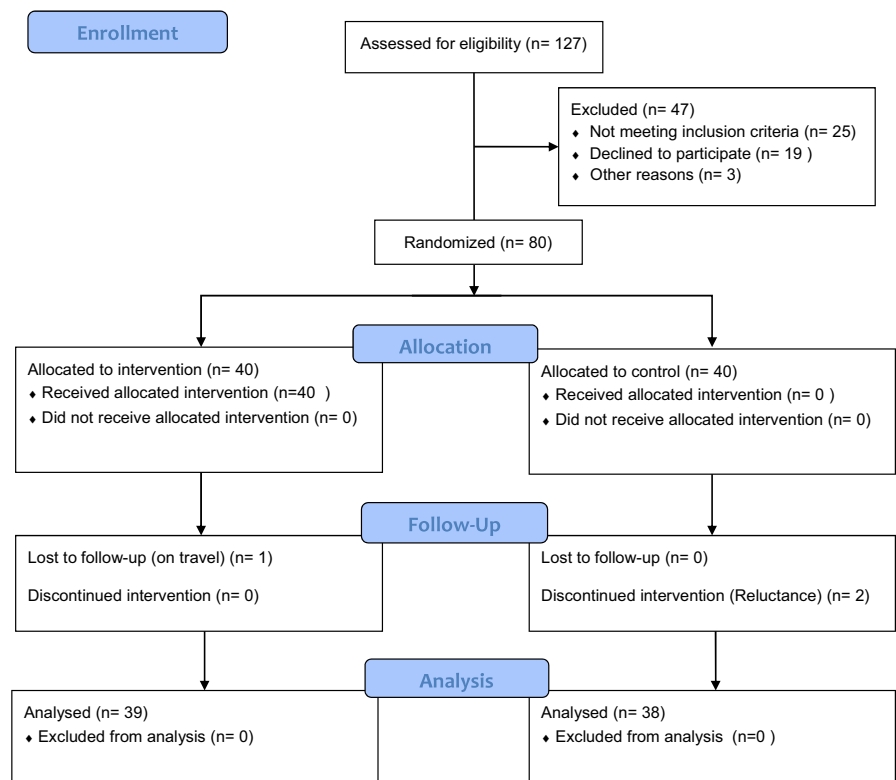 Enrollment
Assessed for eligibility (n= 127)
Excluded (n= 47)
♦ Not meeting inclusion criteria (n= 25)
♦ Declined to participate (n= 19 )
♦ Other reasons (n= 3)
Randomized (n= 80)
Allocation
Allocated to intervention (n= 40)
♦ Received allocated intervention (n=40 )
♦ Did not receive allocated intervention (n= 0)
Allocated to control (n= 40)
♦ Received allocated intervention (n= 0 )
♦ Did not receive allocated intervention (n= 0)
Follow-Up
Lost to follow-up (on travel) (n= 1)
Discontinued intervention (n= 0)
Lost to follow-up (n= 0)
Discontinued intervention (Reluctance) (n= 2)
Analysis
Analysed (n= 39)
♦ Excluded from analysis (n= 0)
Analysed (n= 38)
♦ Excluded from analysis (n=0 )